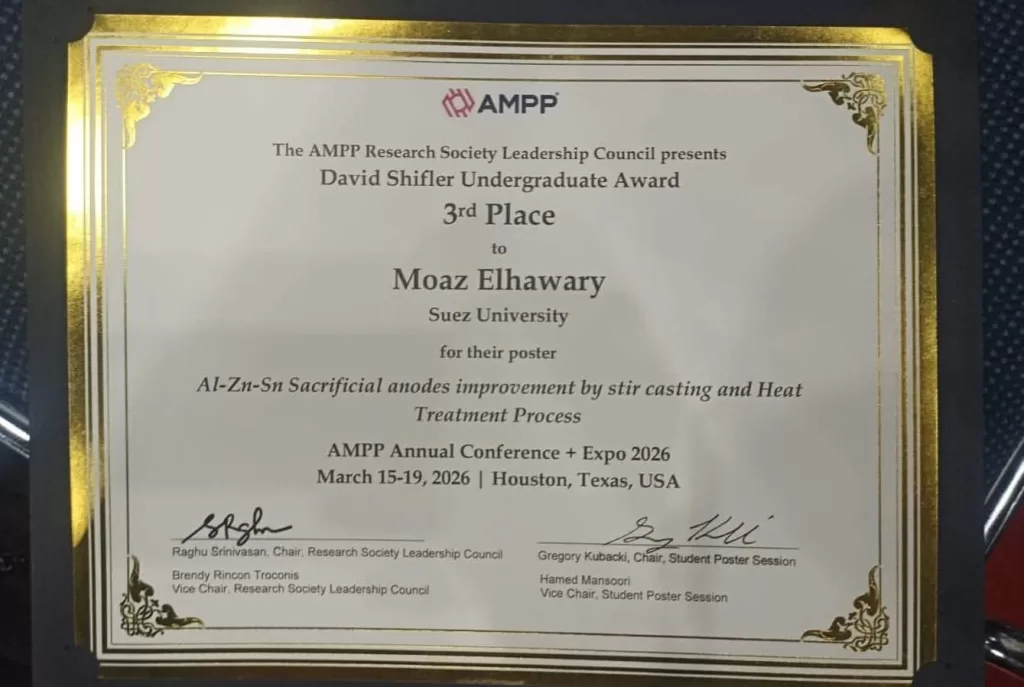 AMPP
The AMPP Research Society Leadership Council presents
David Shifler Undergraduate Award
3rd Place
to
Moaz Elhawary
Suez University
for their poster
Al-Zn-Sn Sacrificial anodes improvement by stir casting and Heat
Treatment Process
AMPP Annual Conference + Expo 2026
March 15-19, 2026 | Houston, Texas, USA
Raghu Srinivasan, Chair, Research Society Leadership Council
Brendy Rincon Troconis
Vice Chair, Research Society Leadership Council
Gregory Kubacki, Chair, Student Poster Session
Hamed Mansoori
Vice Chair, Student Poster Session